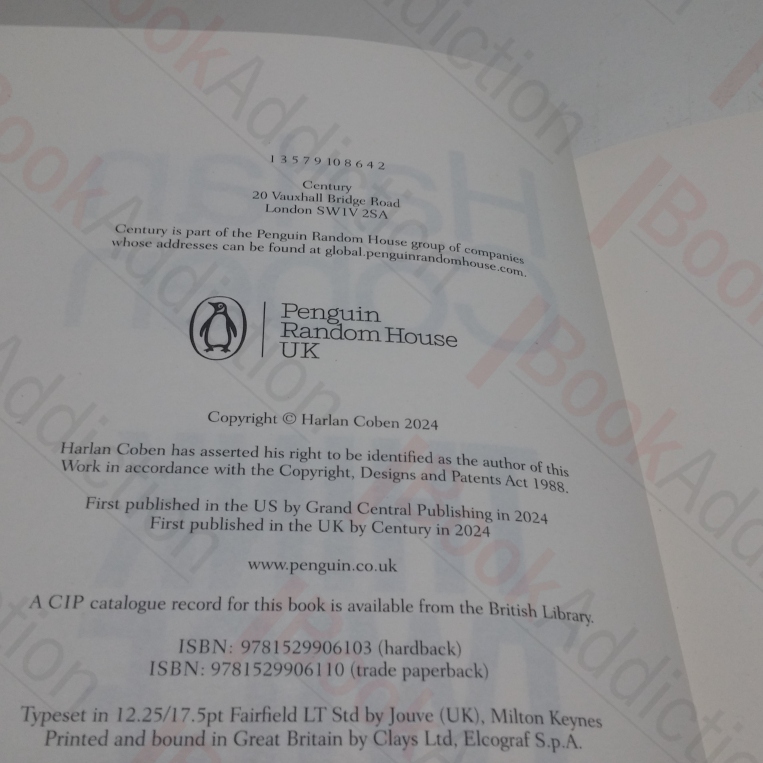 1 3 5 7 9 10 8 6 4 2
Century
20 Vauxhall Bridge Road
London SW1V 2SA
Century is part of the Penguin Random House group of companies
whose addresses can be found at global.penguinrandomhouse.com.
Penguin
Random House
UK
Copyright © Harlan Coben 2024
Harlan Coben has asserted his right to be identified as the author of this
Work in accordance with the Copyright, Designs and Patents Act 1988.
First published in the US by Grand Central Publishing in 2024
First published in the UK by Century in 2024
www.penguin.co.uk
A CIP catalogue record for this book is available from the British Library.
ISBN: 9781529906103 (hardback)
ISBN: 9781529906110 (trade paperback)
Typeset in 12.25/17.5pt Fairfield LT Std by Jouve (UK), Milton Keynes
Printed and bound in Great Britain by Clays Ltd, Elcograf S.p.A.
BookAddiction